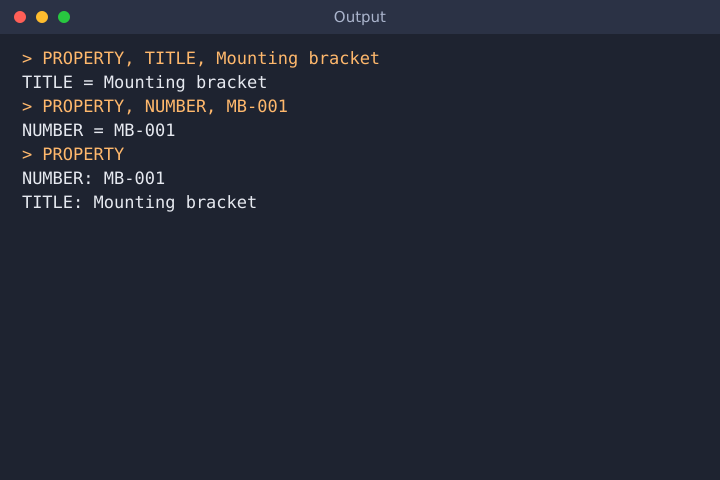 Output
> PROPERTY, TITLE, Mounting bracket
TITLE = Mounting bracket
> PROPERTY, NUMBER, MB-001
NUMBER = MB-001
> PROPERTY
NUMBER: MB-001
TITLE: Mounting bracket